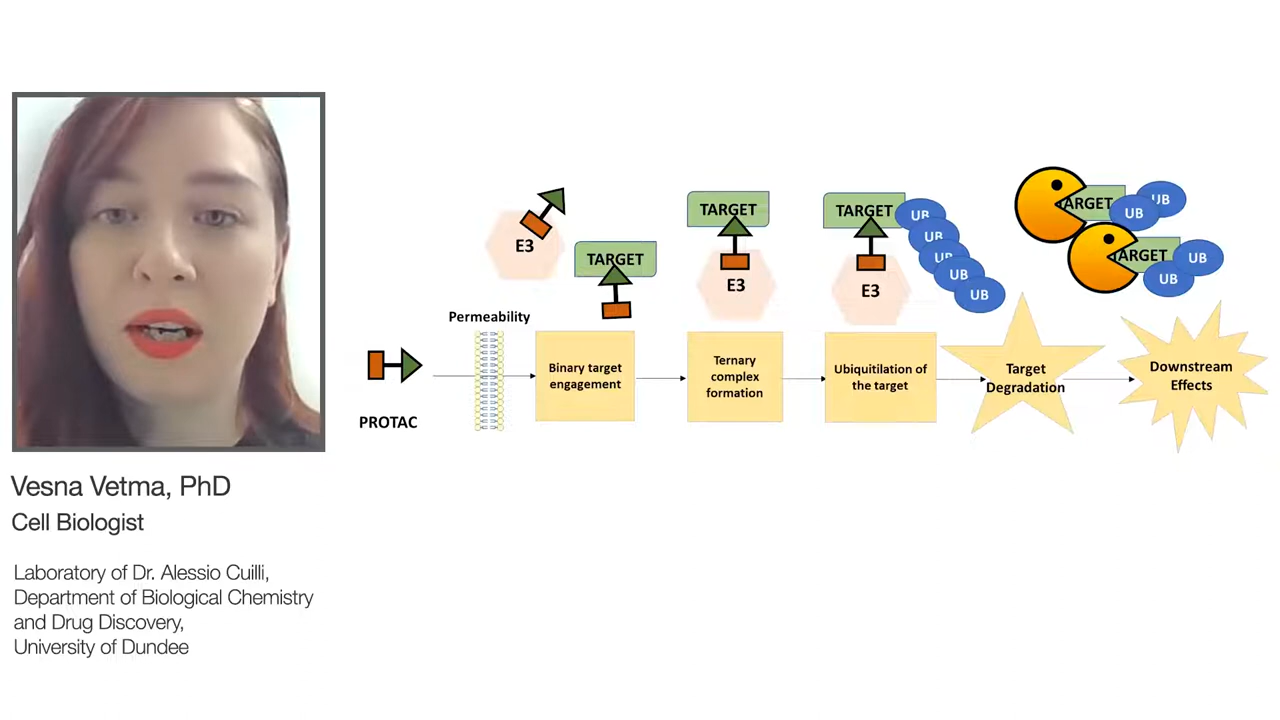 Vesna Vetma, PhD
Cell Biologist
Laboratory of Dr. Alessio Cuilli,
Department of Biological Chemistry
and Drug Discovery,
University of Dundee
PROTAC
Permeability
E3
TARGET
Binary target
engagement
TARGET
E3
Ternary
complex
formation
TARGET
E3
UB
UB
UB
UB
UB
Ubiquitilation of
the target
Target
Degradation
TARGET
UB
UB
TARGET
UB
UB
Downstream
Effects